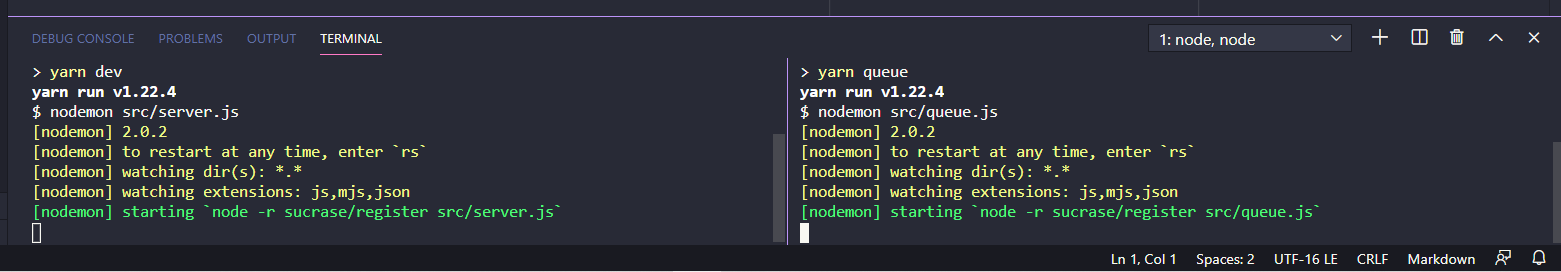 DEBUG CONSOLE PROBLEMS OUTPUT TERMINAL 1: node, node
> yarn dev
yarn run v1.22.4
$ nodemon src/server.js
[nodemon] 2.0.2
[nodemon] to restart at any time, enter `rs`
[nodemon] watching dir(s): *.*
[nodemon] watching extensions: js,mjs,json
[nodemon] starting `node -r sucrase/register src/server.js`
> yarn queue
yarn run v1.22.4
$ nodemon src/queue.js
[nodemon] 2.0.2
[nodemon] to restart at any time, enter `rs`
[nodemon] watching dir(s): *.*
[nodemon] watching extensions: js,mjs,json
[nodemon] starting `node -r sucrase/register src/queue.js`
Ln 1, Col 1 Spaces: 2 UTF-16 LE CRLF Markdown